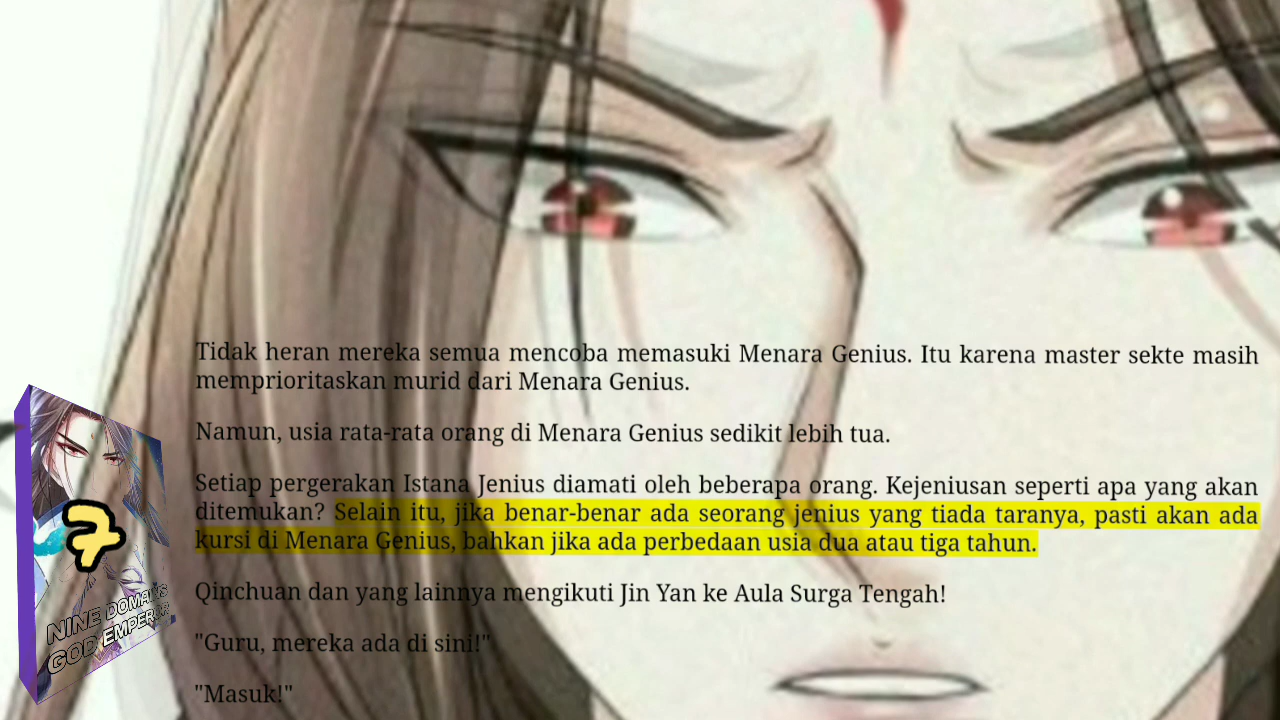 Tidak heran mereka semua mencoba memasuki Menara Genius. Itu karena master sekte masih
memprioritaskan murid dari Menara Genius.
Namun, usia rata-rata orang di Menara Genius sedikit lebih tua.
Setiap pergerakan Istana Jenius diamati oleh beberapa orang. Kejeniusan seperti apa yang akan
ditemukan? Selain itu, jika benar-benar ada seorang jenius yang tiada taranya, pasti akan ada
kursi di Menara Genius, bahkan jika ada perbedaan usia dua atau tiga tahun.
Qinchuan dan yang lainnya mengikuti Jin Yan ke Aula Surga Tengah!
"Guru, mereka ada di sini!"
"Masuk!"
7
NINE DOMAINS
GOD EMPEROR